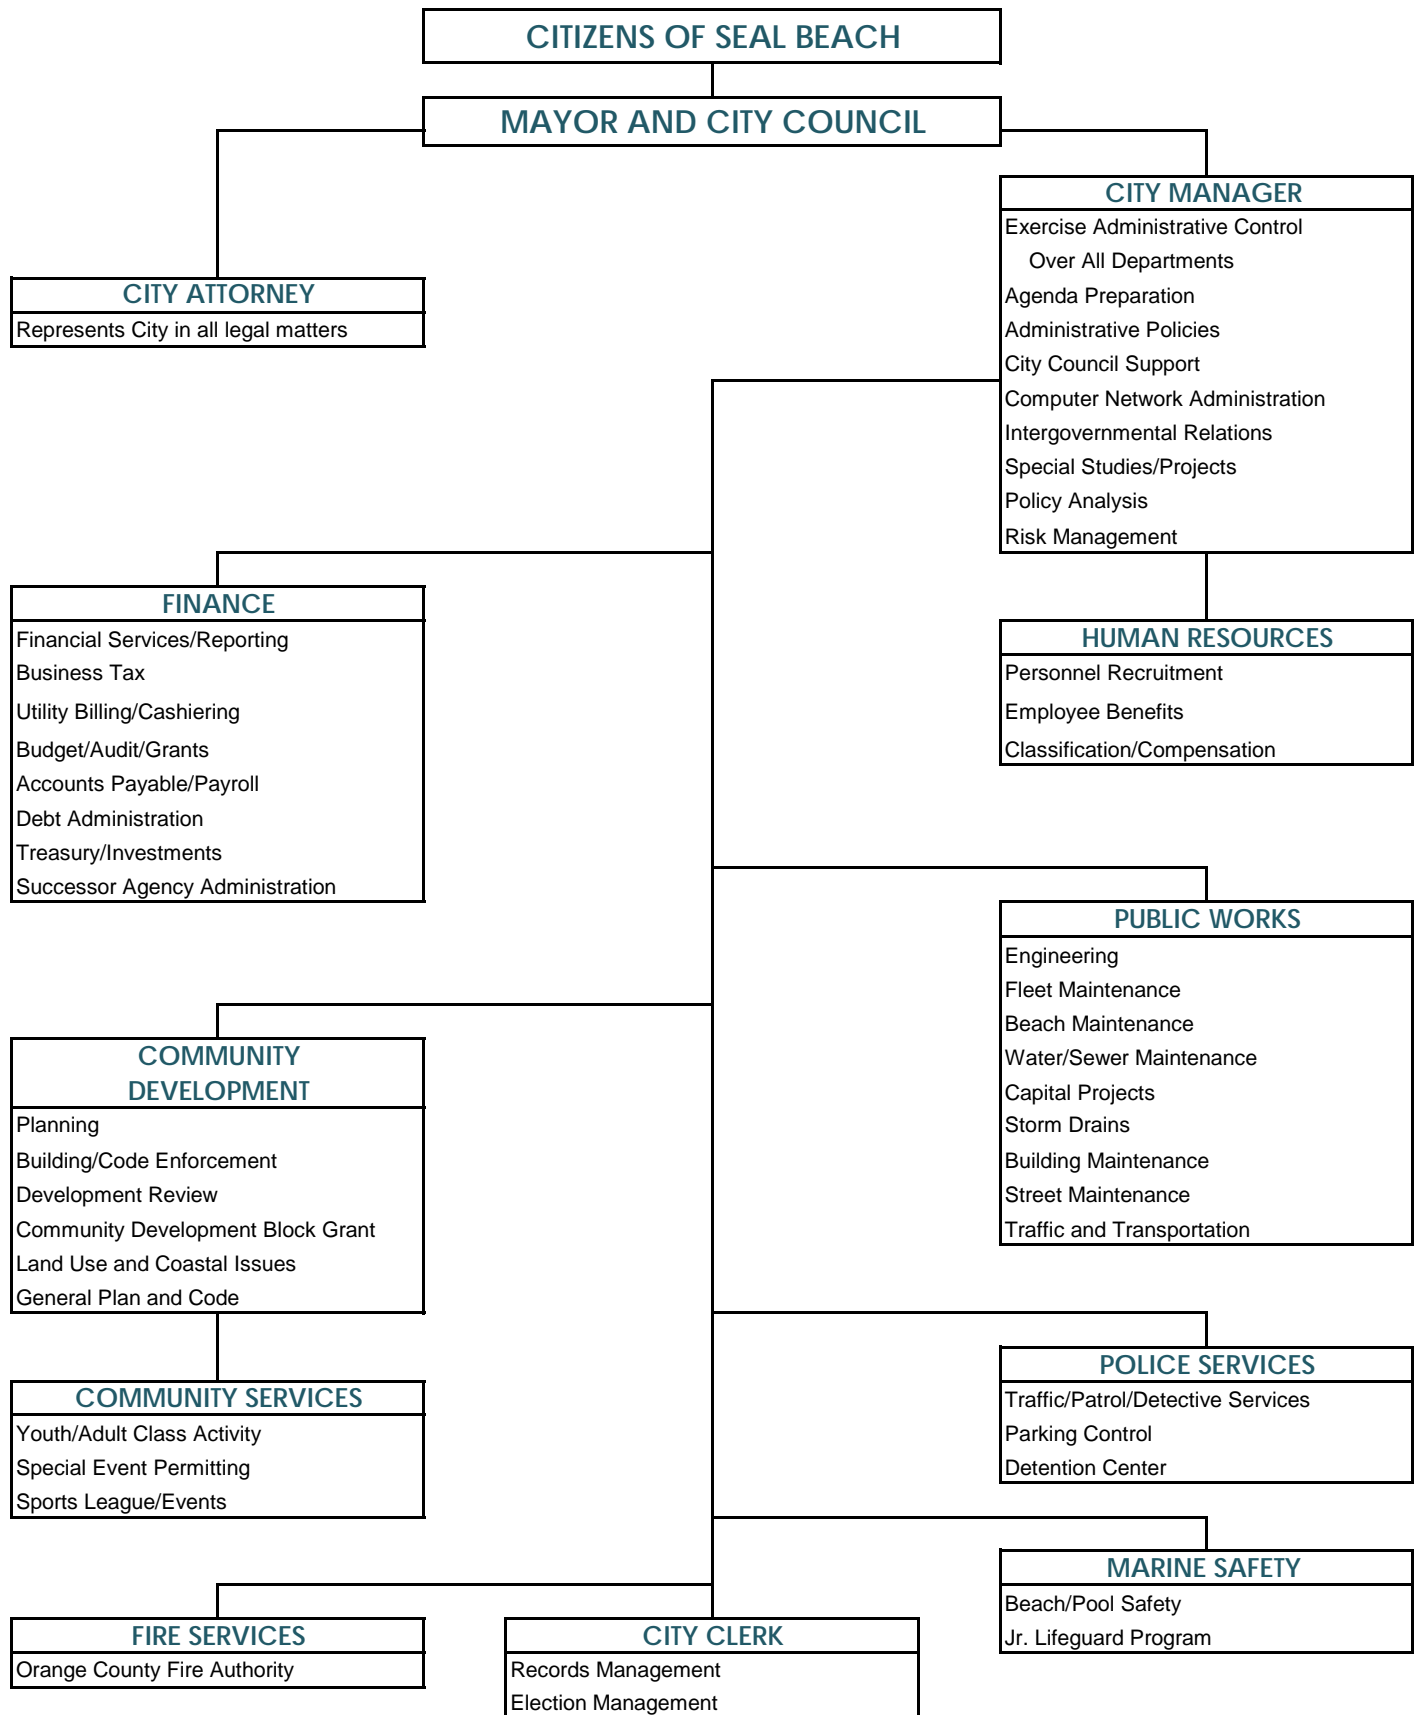 CITIZENS OF SEAL BEACH
MAYOR AND CITY COUNCIL
CITY MANAGER
Exercise Administrative Control
Over All Departments
Agenda Preparation
Administrative Policies
City Council Support
Computer Network Administration
Intergovernmental Relations
Special Studies/Projects
Policy Analysis
Risk Management
CITY ATTORNEY
Represents City in all legal matters
FINANCE
Financial Services/Reporting
Business Tax
Utility Billing/Cashiering
Budget/Audit/Grants
Accounts Payable/Payroll
Debt Administration
Treasury/Investments
Successor Agency Administration
HUMAN RESOURCES
Personnel Recruitment
Employee Benefits
Classification/Compensation
PUBLIC WORKS
Engineering
Fleet Maintenance
Beach Maintenance
Water/Sewer Maintenance
Capital Projects
Storm Drains
Building Maintenance
Street Maintenance
Traffic and Transportation
COMMUNITY
DEVELOPMENT
Planning
Building/Code Enforcement
Development Review
Community Development Block Grant
Land Use and Coastal Issues
General Plan and Code
COMMUNITY SERVICES
Youth/Adult Class Activity
Special Event Permitting
Sports League/Events
POLICE SERVICES
Traffic/Patrol/Detective Services
Parking Control
Detention Center
MARINE SAFETY
Beach/Pool Safety
Jr. Lifeguard Program
FIRE SERVICES
Orange County Fire Authority
CITY CLERK
Records Management
Election Management